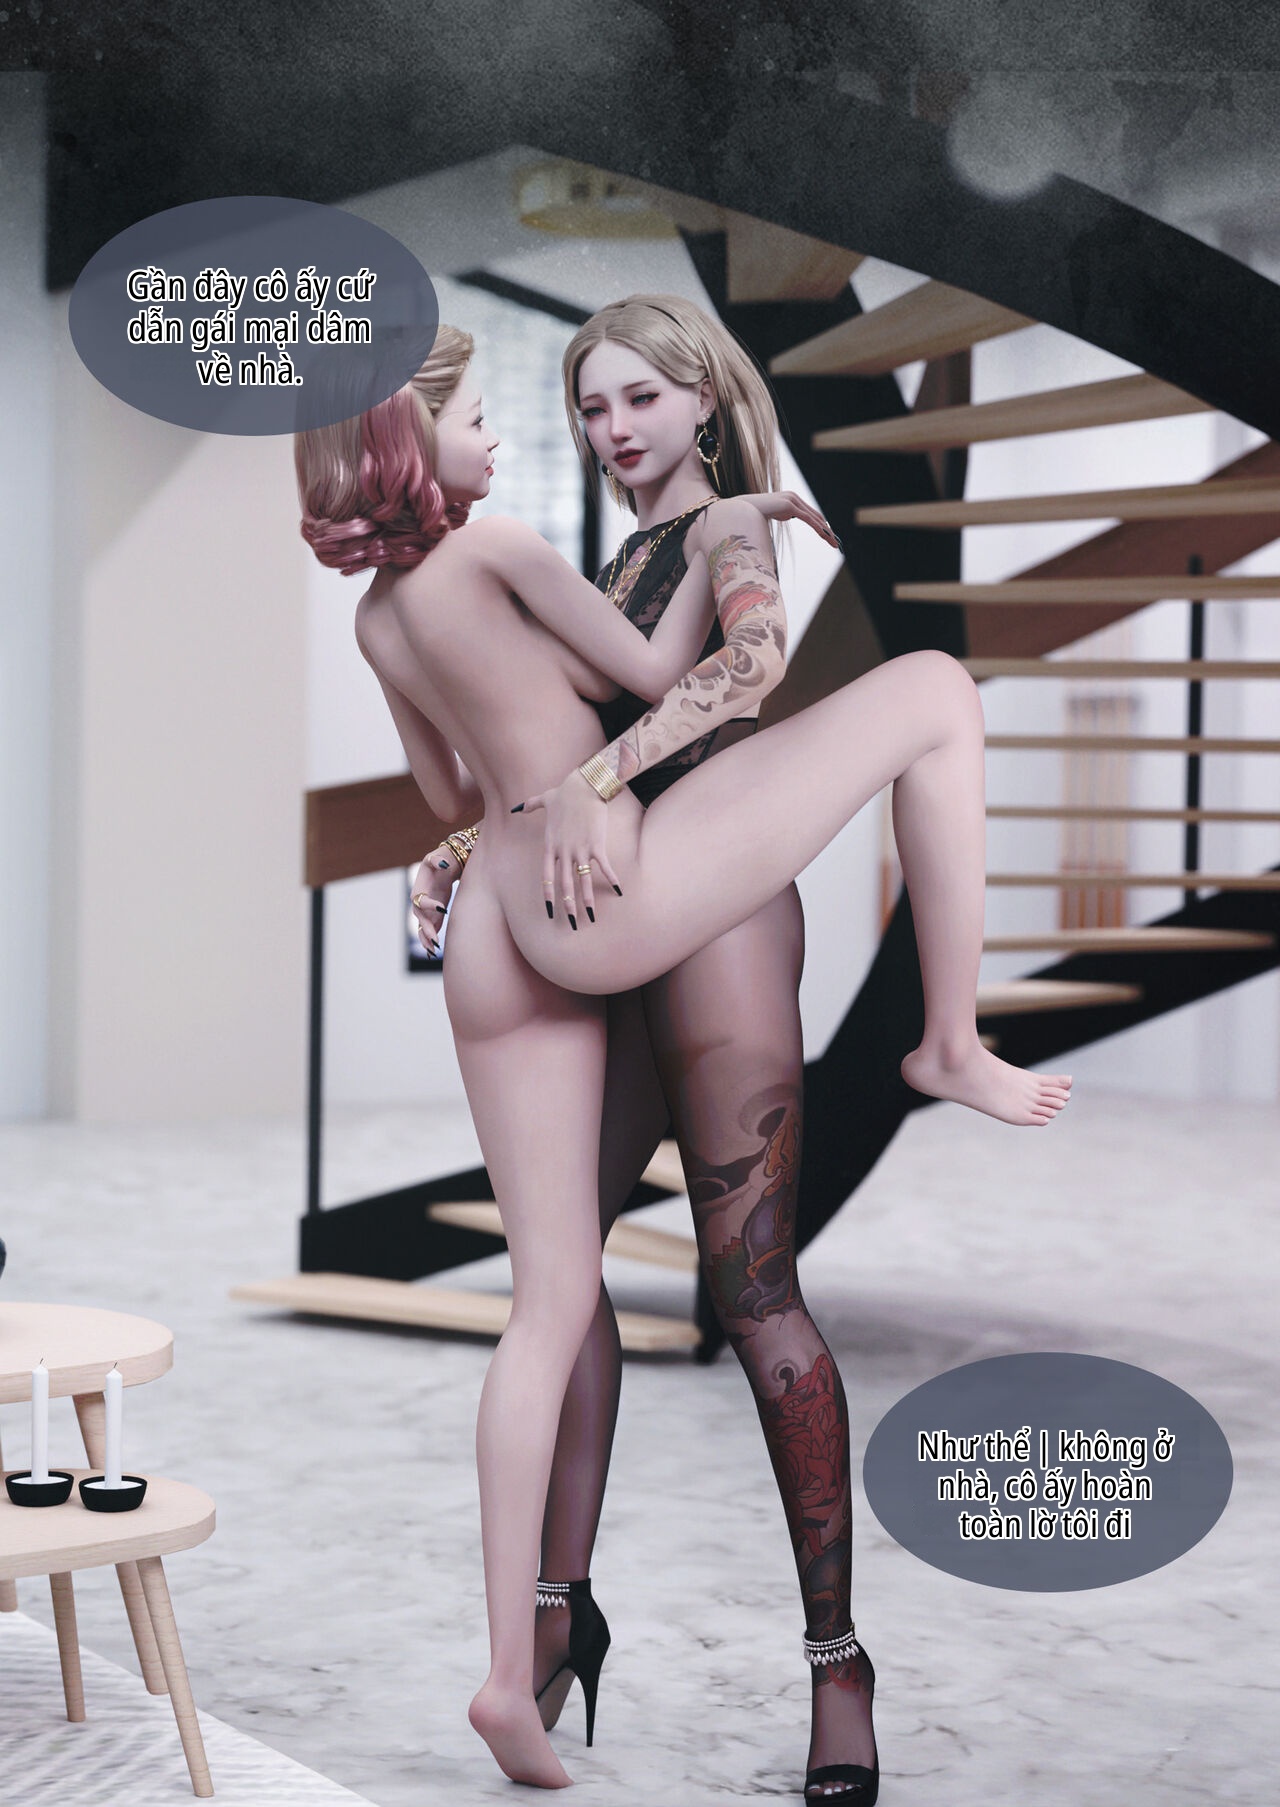 Gần đây cô ấy cứ
dẫn gái mại dâm
về nhà.
Như thể | không ở
nhà, cô ấy hoàn
toàn lờ tôi đi